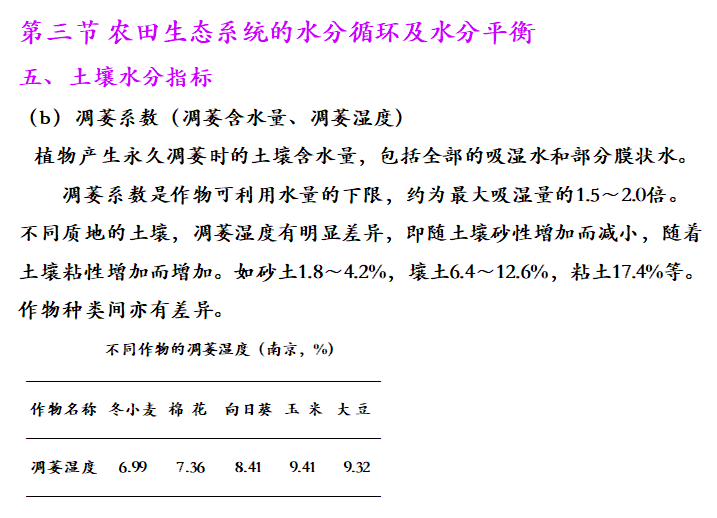 第三节 农田生态系统的水分循环及水分平衡
五、土壤水分指标
（b）凋萎系数（凋萎含水量、凋萎湿度）
植物产生永久凋萎时的土壤含水量，包括全部的吸湿水和部分膜状水。
凋萎系数是作物可利用水量的下限，约为最大吸湿量的1.5～2.0倍。
不同质地的土壤，凋萎湿度有明显差异，即随土壤砂性增加而减小，随着
土壤粘性增加而增加。如砂土1.8～4.2%，壤土6.4～12.6%，粘土17.4%等。
作物种类间亦有差异。
不同作物的凋萎湿度（南京，%）
作物名称 冬小麦 棉 花 向日葵 玉 米 大 豆
凋萎湿度 6.99 7.36 8.41 9.41 9.32